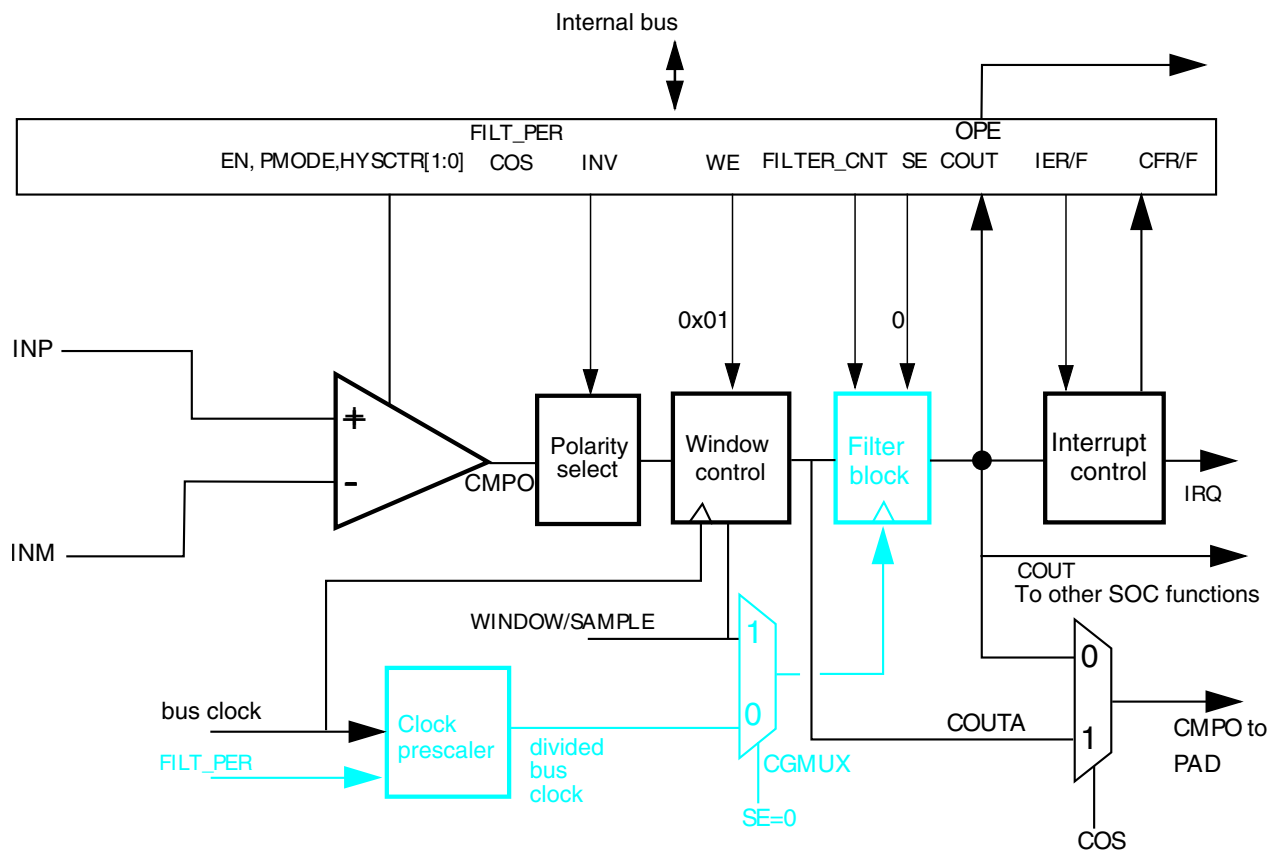 Internal bus
FILT_PER
OPE
EN, PMODE,HYSCTR[1:0]
COS
INV
WE
FILTER_CNT
SE
COUT
IER/F
CFR/F
0x01
0
INP
+
-
INM
CMPO
Polarity
select
Window
control
Filter
block
Interrupt
control
IRQ
COUT
To other SOC functions
WINDOW/SAMPLE
1
0
0
1
bus clock
FILT_PER
Clock
prescaler
divided
bus
clock
CGMUX
SE=0
COUTA
CMPO to
PAD
COS